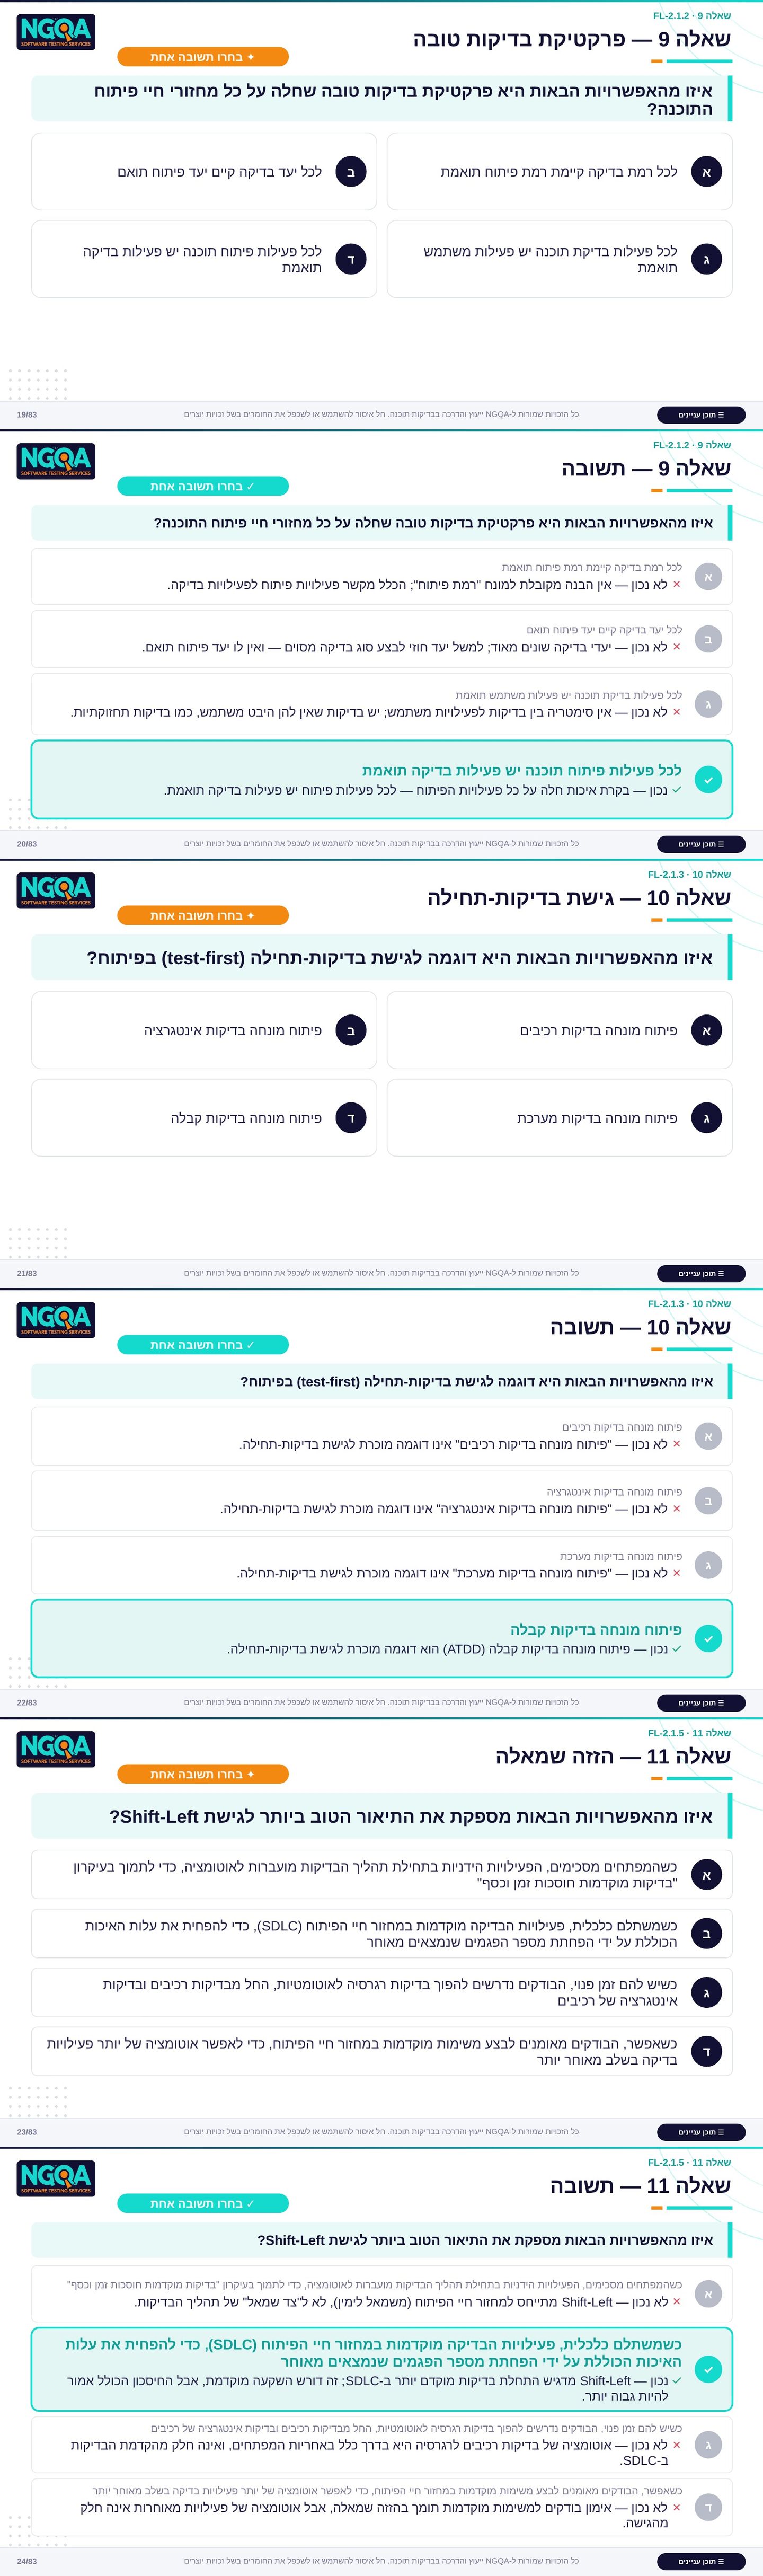 שאלה 9 · FL-2.1.2
שאלה 9 — פרקטיקת בדיקות טובה
✦ בחרו תשובה אחת
NGQA
SOFTWARE TESTING SERVICES
איזו מהאפשרויות הבאות היא פרקטיקת בדיקות טובה שחלה על כל מחזורי חיי פיתוח
התוכנה?
א
לכל רמת בדיקה קיימת רמת פיתוח תואמת
ב
לכל יעד בדיקה קיים יעד פיתוח תואם
ג
לכל פעילות בדיקת תוכנה יש פעילות משתמש
תואמת
ד
לכל פעילות פיתוח תוכנה יש פעילות בדיקה
תואמת
☰ תוכן עניינים
כל הזכויות שמורות ל-NGQA ייעוץ והדרכה בבדיקות תוכנה. חל איסור להשתמש או לשכפל את החומרים בשל זכויות יוצרים
19/83
שאלה 9 · FL-2.1.2
שאלה 9 — תשובה
✓ בחרו תשובה אחת
NGQA
SOFTWARE TESTING SERVICES
איזו מהאפשרויות הבאות היא פרקטיקת בדיקות טובה שחלה על כל מחזורי חיי פיתוח התוכנה?
א
לכל רמת בדיקה קיימת רמת פיתוח תואמת
✕ לא נכון — אין הבנה מקובלת למונח "רמת פיתוח"; הכלל מקשר פעילויות פיתוח לפעילויות בדיקה.
ב
לכל יעד בדיקה קיים יעד פיתוח תואם
✕ לא נכון — יעדי בדיקה שונים מאוד; למשל יעד חוזי לבצע סוג בדיקה מסוים — ואין לו יעד פיתוח תואם.
ג
לכל פעילות בדיקת תוכנה יש פעילות משתמש תואמת
✕ לא נכון — אין סימטריה בין בדיקות לפעילויות משתמש; יש בדיקות שאין להן היבט משתמש, כמו בדיקות תחזוקתיות.
✓
לכל פעילות פיתוח תוכנה יש פעילות בדיקה תואמת
✓ נכון — בקרת איכות חלה על כל פעילויות הפיתוח — לכל פעילות פיתוח יש פעילות בדיקה תואמת.
☰ תוכן עניינים
כל הזכויות שמורות ל-NGQA ייעוץ והדרכה בבדיקות תוכנה. חל איסור להשתמש או לשכפל את החומרים בשל זכויות יוצרים
20/83
שאלה 10 · FL-2.1.3
שאלה 10 — גישת בדיקות-תחילה
✦ בחרו תשובה אחת
NGQA
SOFTWARE TESTING SERVICES
איזו מהאפשרויות הבאות היא דוגמה לגישת בדיקות-תחילה (test-first) בפיתוח?
א
פיתוח מונחה בדיקות רכיבים
ב
פיתוח מונחה בדיקות אינטגרציה
ג
פיתוח מונחה בדיקות מערכת
ד
פיתוח מונחה בדיקות קבלה
☰ תוכן עניינים
כל הזכויות שמורות ל-NGQA ייעוץ והדרכה בבדיקות תוכנה. חל איסור להשתמש או לשכפל את החומרים בשל זכויות יוצרים
21/83
שאלה 10 · FL-2.1.3
שאלה 10 — תשובה
✓ בחרו תשובה אחת
NGQA
SOFTWARE TESTING SERVICES
איזו מהאפשרויות הבאות היא דוגמה לגישת בדיקות-תחילה (test-first) בפיתוח?
א
פיתוח מונחה בדיקות רכיבים
✕ לא נכון — "פיתוח מונחה בדיקות רכיבים" אינו דוגמה מוכרת לגישת בדיקות-תחילה.
ב
פיתוח מונחה בדיקות אינטגרציה
✕ לא נכון — "פיתוח מונחה בדיקות אינטגרציה" אינו דוגמה מוכרת לגישת בדיקות-תחילה.
ג
פיתוח מונחה בדיקות מערכת
✕ לא נכון — "פיתוח מונחה בדיקות מערכת" אינו דוגמה מוכרת לגישת בדיקות-תחילה.
✓
פיתוח מונחה בדיקות קבלה
✓ נכון — פיתוח מונחה בדיקות קבלה (ATDD) הוא דוגמה מוכרת לגישת בדיקות-תחילה.
☰ תוכן עניינים
כל הזכויות שמורות ל-NGQA ייעוץ והדרכה בבדיקות תוכנה. חל איסור להשתמש או לשכפל את החומרים בשל זכויות יוצרים
22/83
שאלה 11 · FL-2.1.5
שאלה 11 — הזזה שמאלה
✦ בחרו תשובה אחת
NGQA
SOFTWARE TESTING SERVICES
איזו מהאפשרויות הבאות מספקת את התיאור הטוב ביותר לגישת Shift-Left?
א
כשהמפתחים מסכימים, הפעילויות הידניות בתחילת תהליך הבדיקות מועברות לאוטומציה, כדי לתמוך בעיקרון
"בדיקות מוקדמות חוסכות זמן וכסף"
ב
כשמשתלם כלכלית, פעילויות הבדיקה מוקדמות במחזור חיי הפיתוח (SDLC), כדי להפחית את עלות האיכות
הכוללת על ידי הפחתת מספר הפגמים שנמצאים מאוחר
ג
כשיש להם זמן פנוי, הבודקים נדרשים להפוך בדיקות רגרסיה לאוטומטיות, החל מבדיקות רכיבים ובדיקות
אינטגרציה של רכיבים
ד
כשאפשר, הבודקים מאומנים לבצע משימות מוקדמות במחזור חיי הפיתוח, כדי לאפשר אוטומציה של יותר פעילויות
בדיקה בשלב מאוחר יותר
☰ תוכן עניינים
כל הזכויות שמורות ל-NGQA ייעוץ והדרכה בבדיקות תוכנה. חל איסור להשתמש או לשכפל את החומרים בשל זכויות יוצרים
23/83
שאלה 11 · FL-2.1.5
שאלה 11 — תשובה
✓ בחרו תשובה אחת
NGQA
SOFTWARE TESTING SERVICES
איזו מהאפשרויות הבאות מספקת את התיאור הטוב ביותר לגישת Shift-Left?
א
כשהמפתחים מסכימים, הפעילויות הידניות בתחילת תהליך הבדיקות מועברות לאוטומציה, כדי לתמוך בעיקרון "בדיקות מוקדמות חוסכות זמן וכסף"
✕ לא נכון — Shift-Left מתייחס למחזור חיי הפיתוח (משמאל לימין), לא ל"צד שמאל" של תהליך הבדיקות.
✓
כשמשתלם כלכלית, פעילויות הבדיקה מוקדמות במחזור חיי הפיתוח (SDLC), כדי להפחית את עלות
האיכות הכוללת על ידי הפחתת מספר הפגמים שנמצאים מאוחר
✓ נכון — Shift-Left מדגיש התחלת בדיקות מוקדם יותר ב-SDLC; זה דורש השקעה מוקדמת, אבל החיסכון הכולל אמור
להיות גבוה יותר.
ג
כשיש להם זמן פנוי, הבודקים נדרשים להפוך בדיקות רגרסיה לאוטומטיות, החל מבדיקות רכיבים ובדיקות אינטגרציה של רכיבים
✕ לא נכון — אוטומציה של בדיקות רכיבים לרגרסיה היא בדרך כלל באחריות המפתחים, ואינה חלק מהקדמת הבדיקות
ב-SDLC.
ד
כשאפשר, הבודקים מאומנים לבצע משימות מוקדמות במחזור חיי הפיתוח, כדי לאפשר אוטומציה של יותר פעילויות בדיקה בשלב מאוחר יותר
✕ לא נכון — אימון בודקים למשימות מוקדמות תומך בהזזה שמאלה, אבל אוטומציה של פעילויות מאוחרות אינה חלק
מהגישה.
☰ תוכן עניינים
כל הזכויות שמורות ל-NGQA ייעוץ והדרכה בבדיקות תוכנה. חל איסור להשתמש או לשכפל את החומרים בשל זכויות יוצרים
24/83